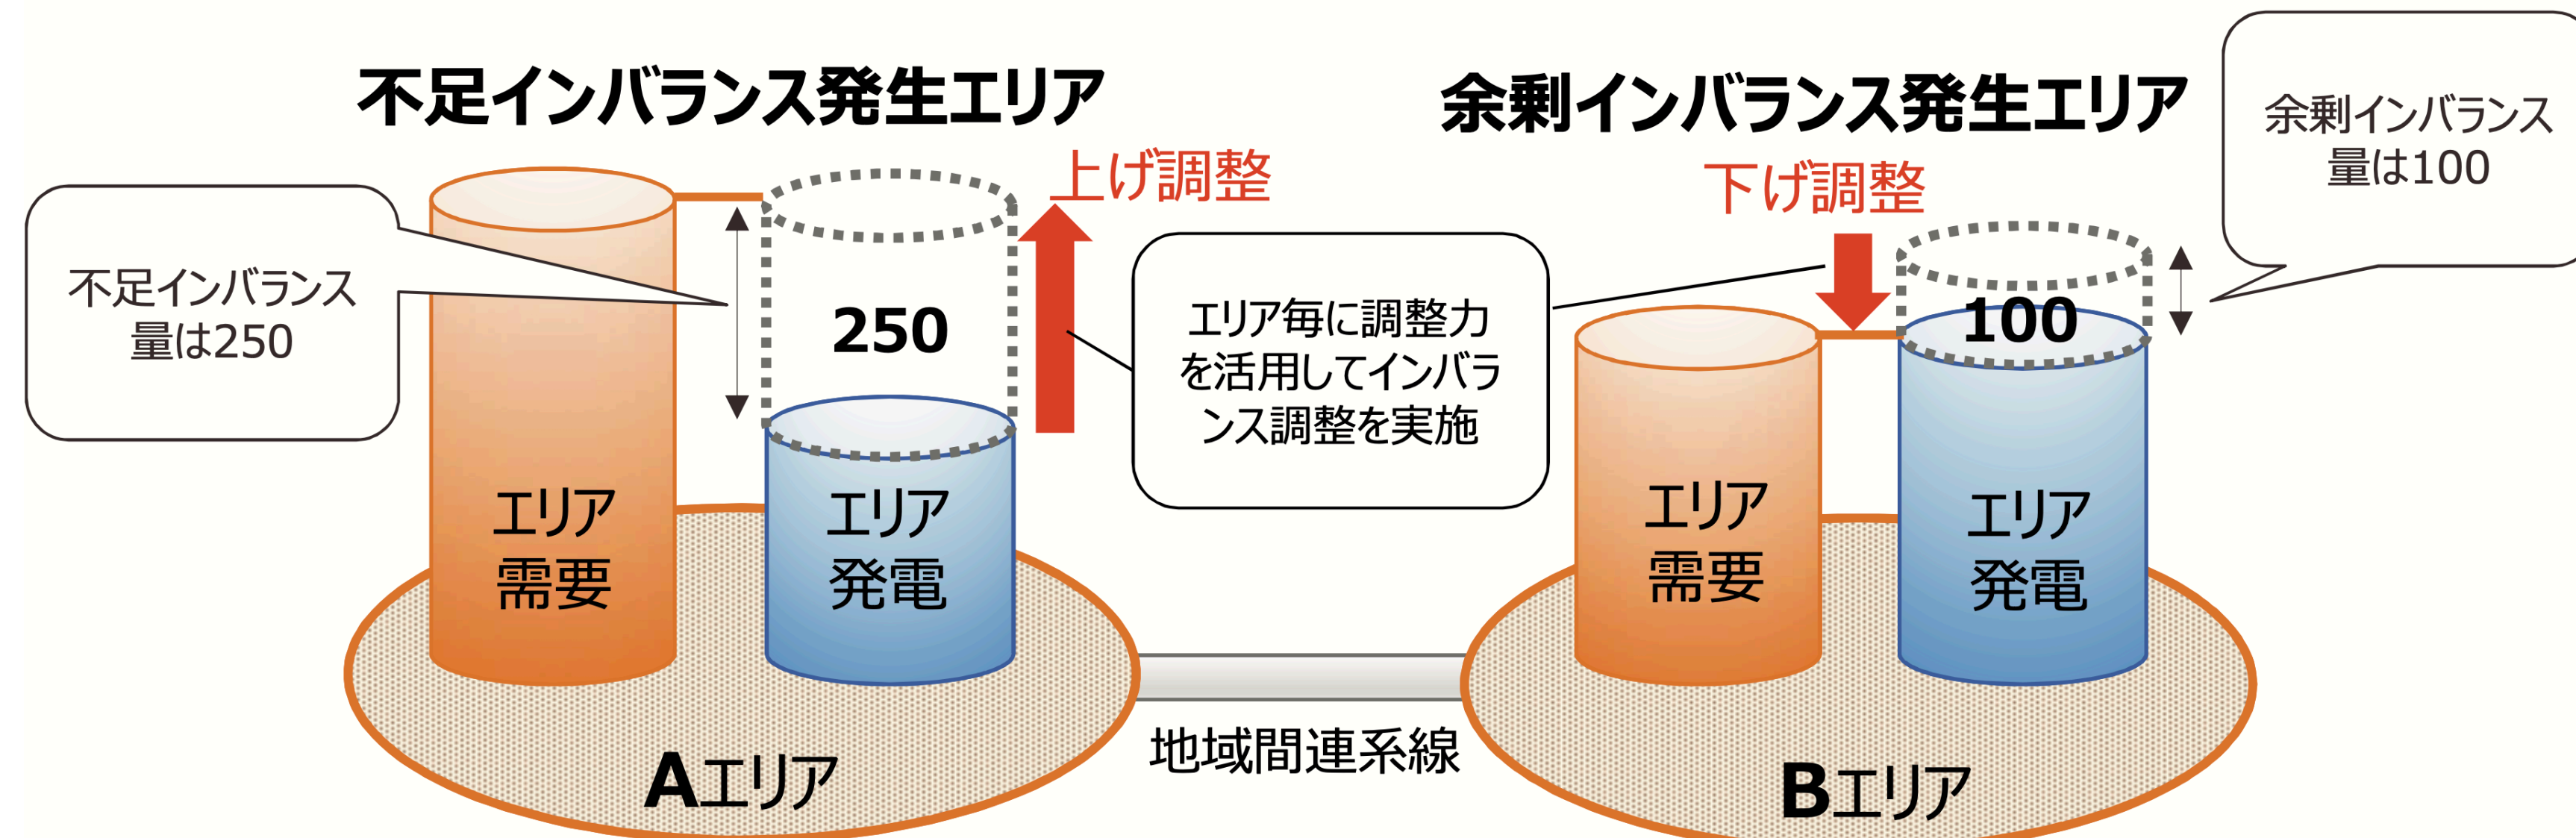 不足インバランス発生エリア
余剰インバランス発生エリア
余剰インバランス
量は100
上げ調整
下げ調整
不足インバランス
量は250
250
エリア毎に調整力
を活用してインバラ
ンス調整を実施
100
エリア
需要
エリア
発電
エリア
需要
エリア
発電
地域間連系線
Aエリア
Bエリア